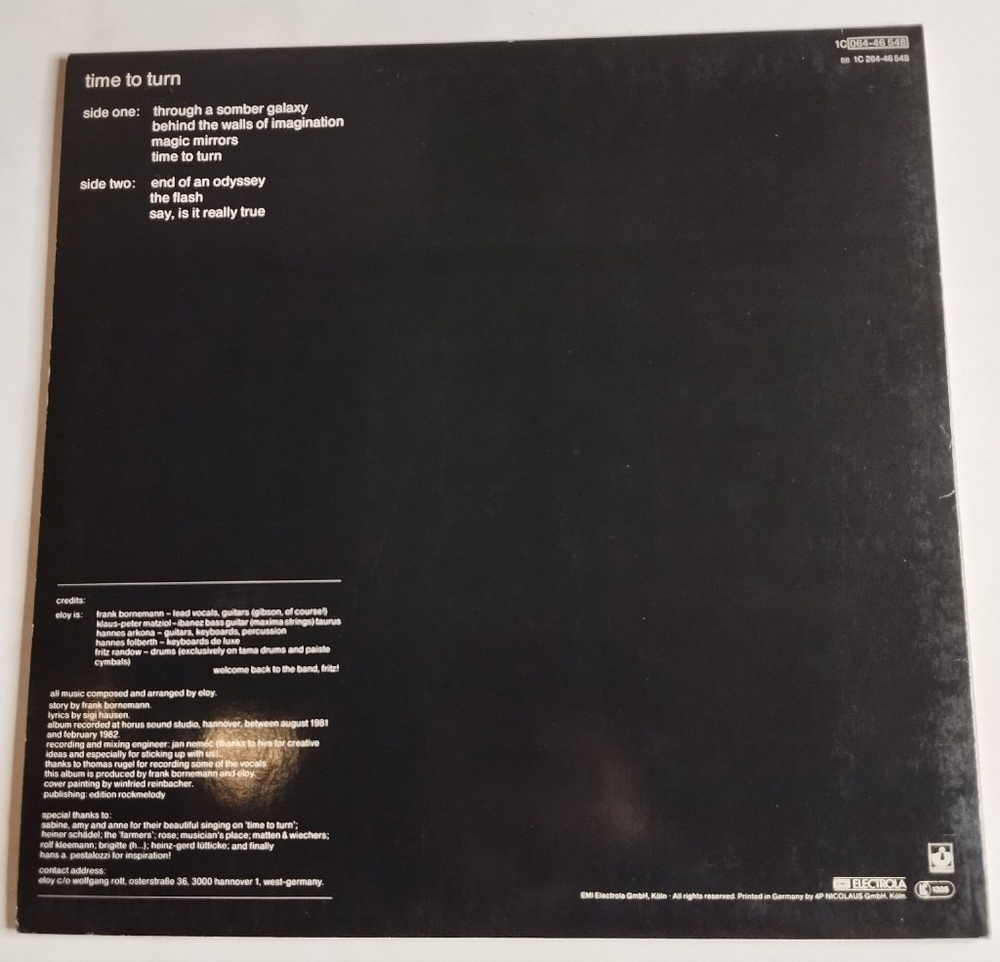 1C 064-46 548
1C 264-46 548
time to turn
side one: through a somber galaxy
behind the walls of imagination
magic mirrors
time to turn
side two: end of an odyssey
the flash
say, is it really true
credits:
eloy is: frank bornemann – lead vocals, guitars (gibson, of course!)
klaus-peter matziol – ibanez bass guitar (maxima strings) taurus
hannes arkona – guitars, keyboards, percussion
hannes folberth – keyboards de luxe
fritz randow – drums (exclusively on tama drums and paiste
cymbals)
welcome back to the band, fritz!
all music composed and arranged by eloy.
story by frank bornemann.
lyrics by sigi hausen.
album recorded at horus sound studio, hannover, between august 1981
and february 1982.
recording and mixing engineer: jan nemec (thanks to him for creative
ideas and especially for sticking up with us!)
thanks to thomas rugel for recording some of the vocals
this album is produced by frank bornemann and eloy.
cover painting by winfried reinbacher.
publishing: edition rockmelody
special thanks to:
sabine, amy and anne for their beautiful singing on 'time to turn';
heiner schädel; the 'farmers'; rose; musician's place; matten & wiechers;
rolf kleemann; brigitte (h...); heinz-gerd lütticke; and finally
hans a. pestalozzi for inspiration!
contact address:
eloy c/o wolfgang rott, osterstraße 36, 3000 hannover 1, west-germany.
EMI ELECTROLA
EMI Electrola GmbH, Köln · All rights reserved. Printed in Germany by 4P NICOLAUS GmbH, Köln.